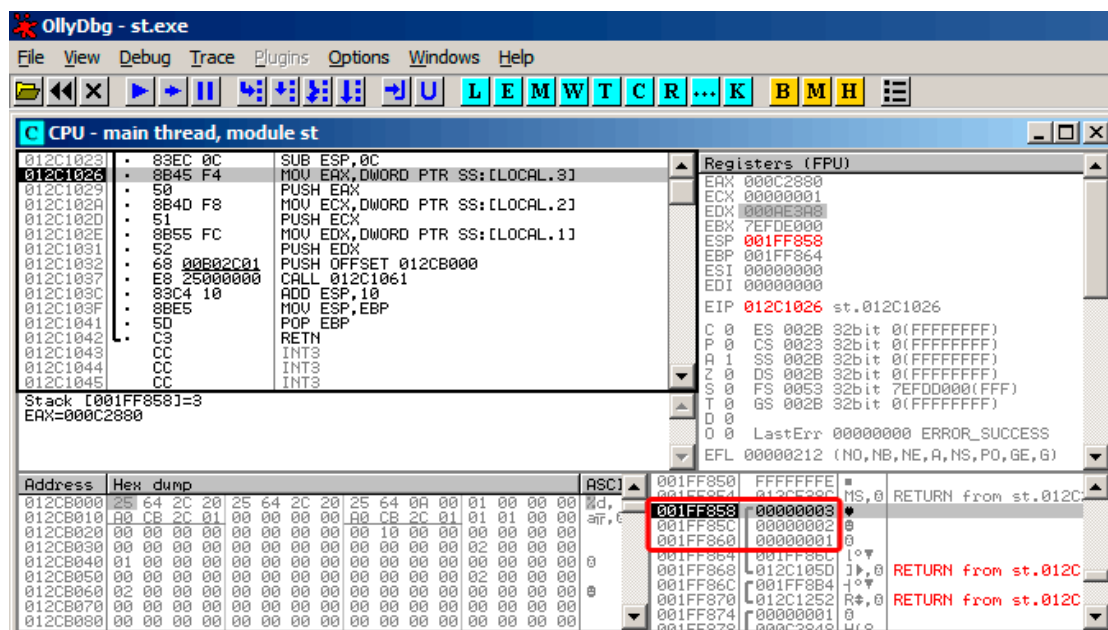 OllyDbg - st.exe
File View Debug Trace Plugins Options Windows Help
L E M W T C R ... K B M H
C CPU - main thread, module st
012C1023 . 83EC 0C SUB ESP,0C
012C1026 . 8B45 F4 MOV EAX,DWORD PTR SS:[LOCAL.3]
012C1029 . 50 PUSH EAX
012C102A . 8B4D F8 MOV ECX,DWORD PTR SS:[LOCAL.2]
012C102D . 51 PUSH ECX
012C102E . 8B55 FC MOV EDX,DWORD PTR SS:[LOCAL.1]
012C1031 . 52 PUSH EDX
012C1032 . 68 00B02C01 PUSH OFFSET 012CB000
012C1037 . E8 25000000 CALL 012C1061
012C103C . 83C4 10 ADD ESP,10
012C103F . 8BE5 MOV ESP,EBP
012C1041 . 5D POP EBP
012C1042 . C3 RETN
012C1043 CC INT3
012C1044 CC INT3
012C1045 CC INT3
Stack [001FF858]=3
EAX=000C2880
Registers (FPU)
EAX 000C2880
ECX 00000001
EDX 000AE3A8
EBX 7EFDE000
ESP 001FF858
EBP 001FF864
ESI 00000000
EDI 00000000
EIP 012C1026 st.012C1026
C 0 ES 002B 32bit 0(FFFFFFFF)
P 0 CS 0023 32bit 0(FFFFFFFF)
A 1 SS 002B 32bit 0(FFFFFFFF)
Z 0 DS 002B 32bit 0(FFFFFFFF)
S 0 FS 0053 32bit 7EFDD000(FFF)
T 0 GS 002B 32bit 0(FFFFFFFF)
D 0
O 0 LastErr 00000000 ERROR_SUCCESS
EFL 00000212 (NO,NB,NE,A,NS,PO,GE,G)
Address Hex dump ASCI
012CB000 25 64 2C 20 25 64 2C 20 25 64 0A 00 01 00 00 00 %d,
012CB010 A0 CB 2C 01 00 00 00 00 A0 CB 2C 01 01 01 00 00
012CB020 00 00 00 00 00 00 00 00 00 10 00 00 00 00 00 00
012CB030 00 00 00 00 00 00 00 00 00 00 00 00 02 00 00 00
012CB040 01 00 00 00 00 00 00 00 00 00 00 00 00 00 00 00
012CB050 00 00 00 00 00 00 00 00 00 00 00 00 02 00 00 00
012CB060 02 00 00 00 00 00 00 00 00 00 00 00 00 00 00 00
012CB070 00 00 00 00 00 00 00 00 00 00 00 00 00 00 00 00
012CB080 00 00 00 00 00 00 00 00 00 00 00 00 00 00 00 00
001FF850 FFFFFFFE
001FF854 RETURN from st.012C
001FF858 00000003
001FF85C 00000002
001FF860 00000001
001FF864
001FF868 012C105D RETURN from st.012C
001FF86C 001FF8B4
001FF870 012C1252 RETURN from st.012C
001FF874 00000001